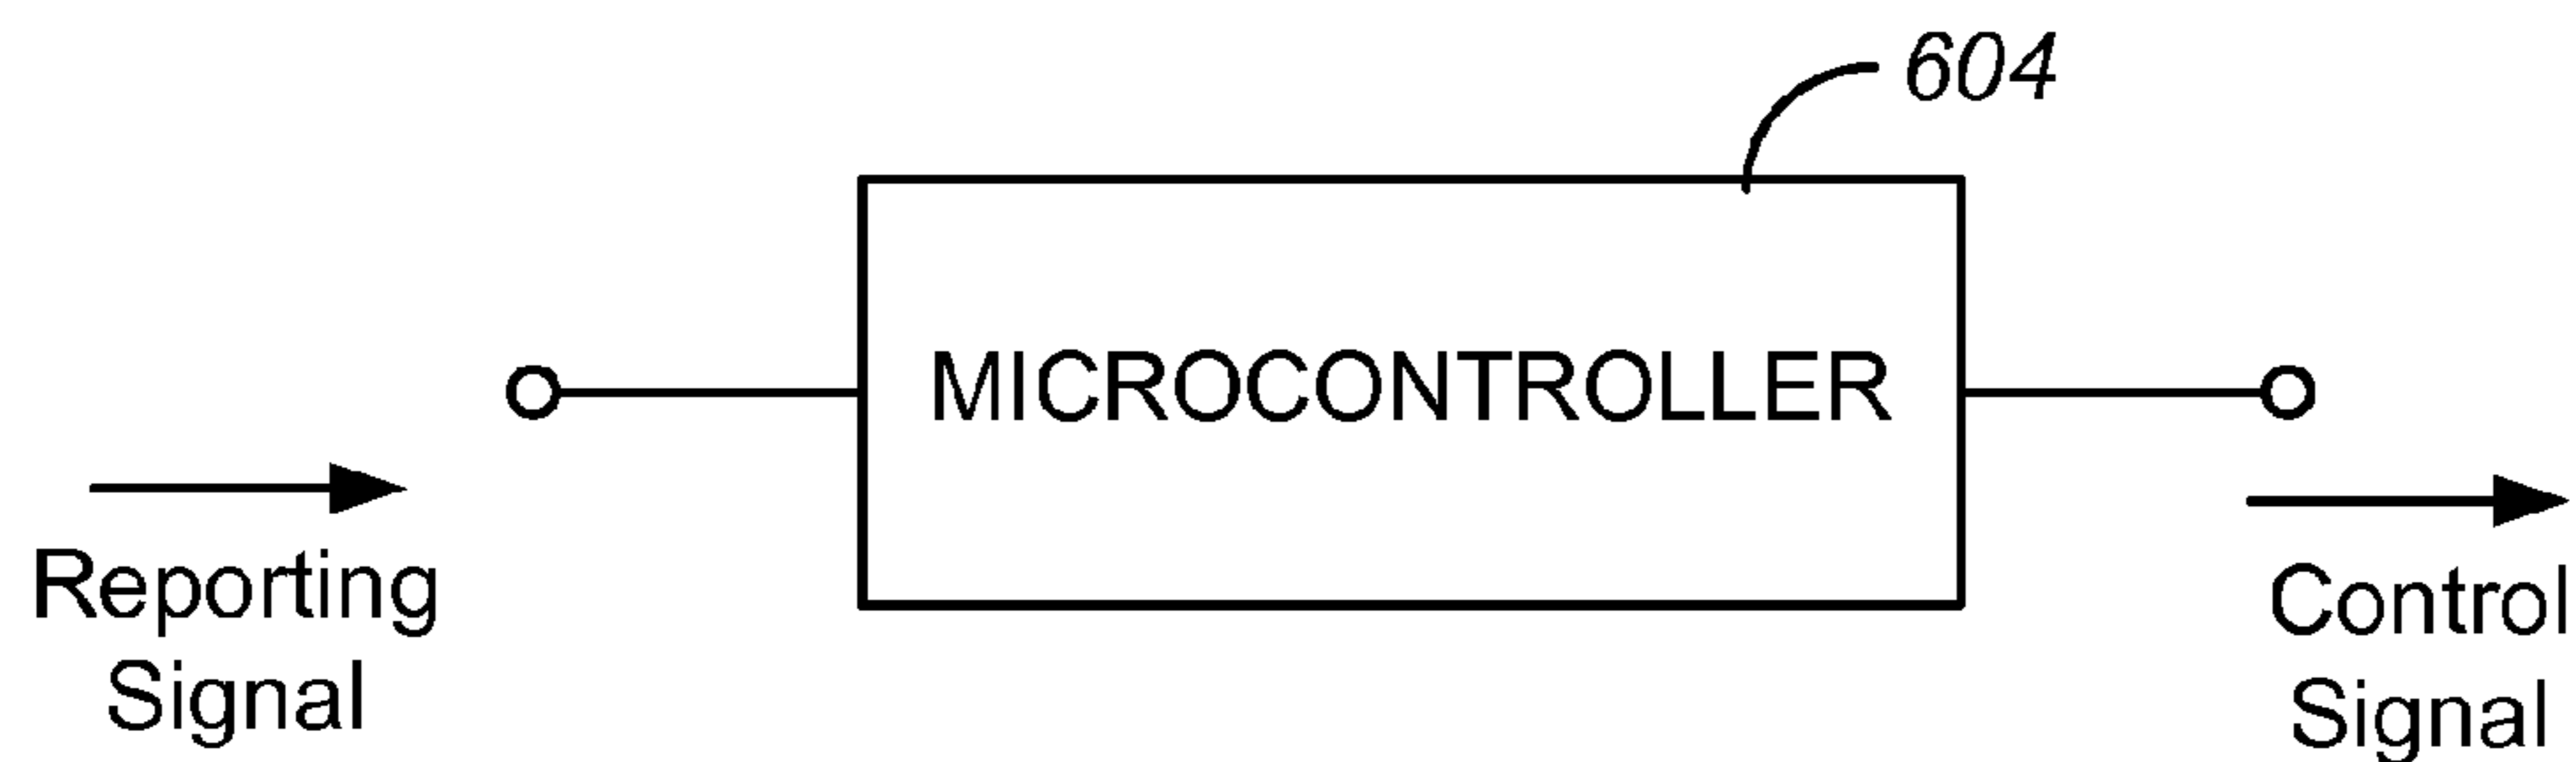 604
MICROCONTROLLER
Reporting
Signal
Control
Signal